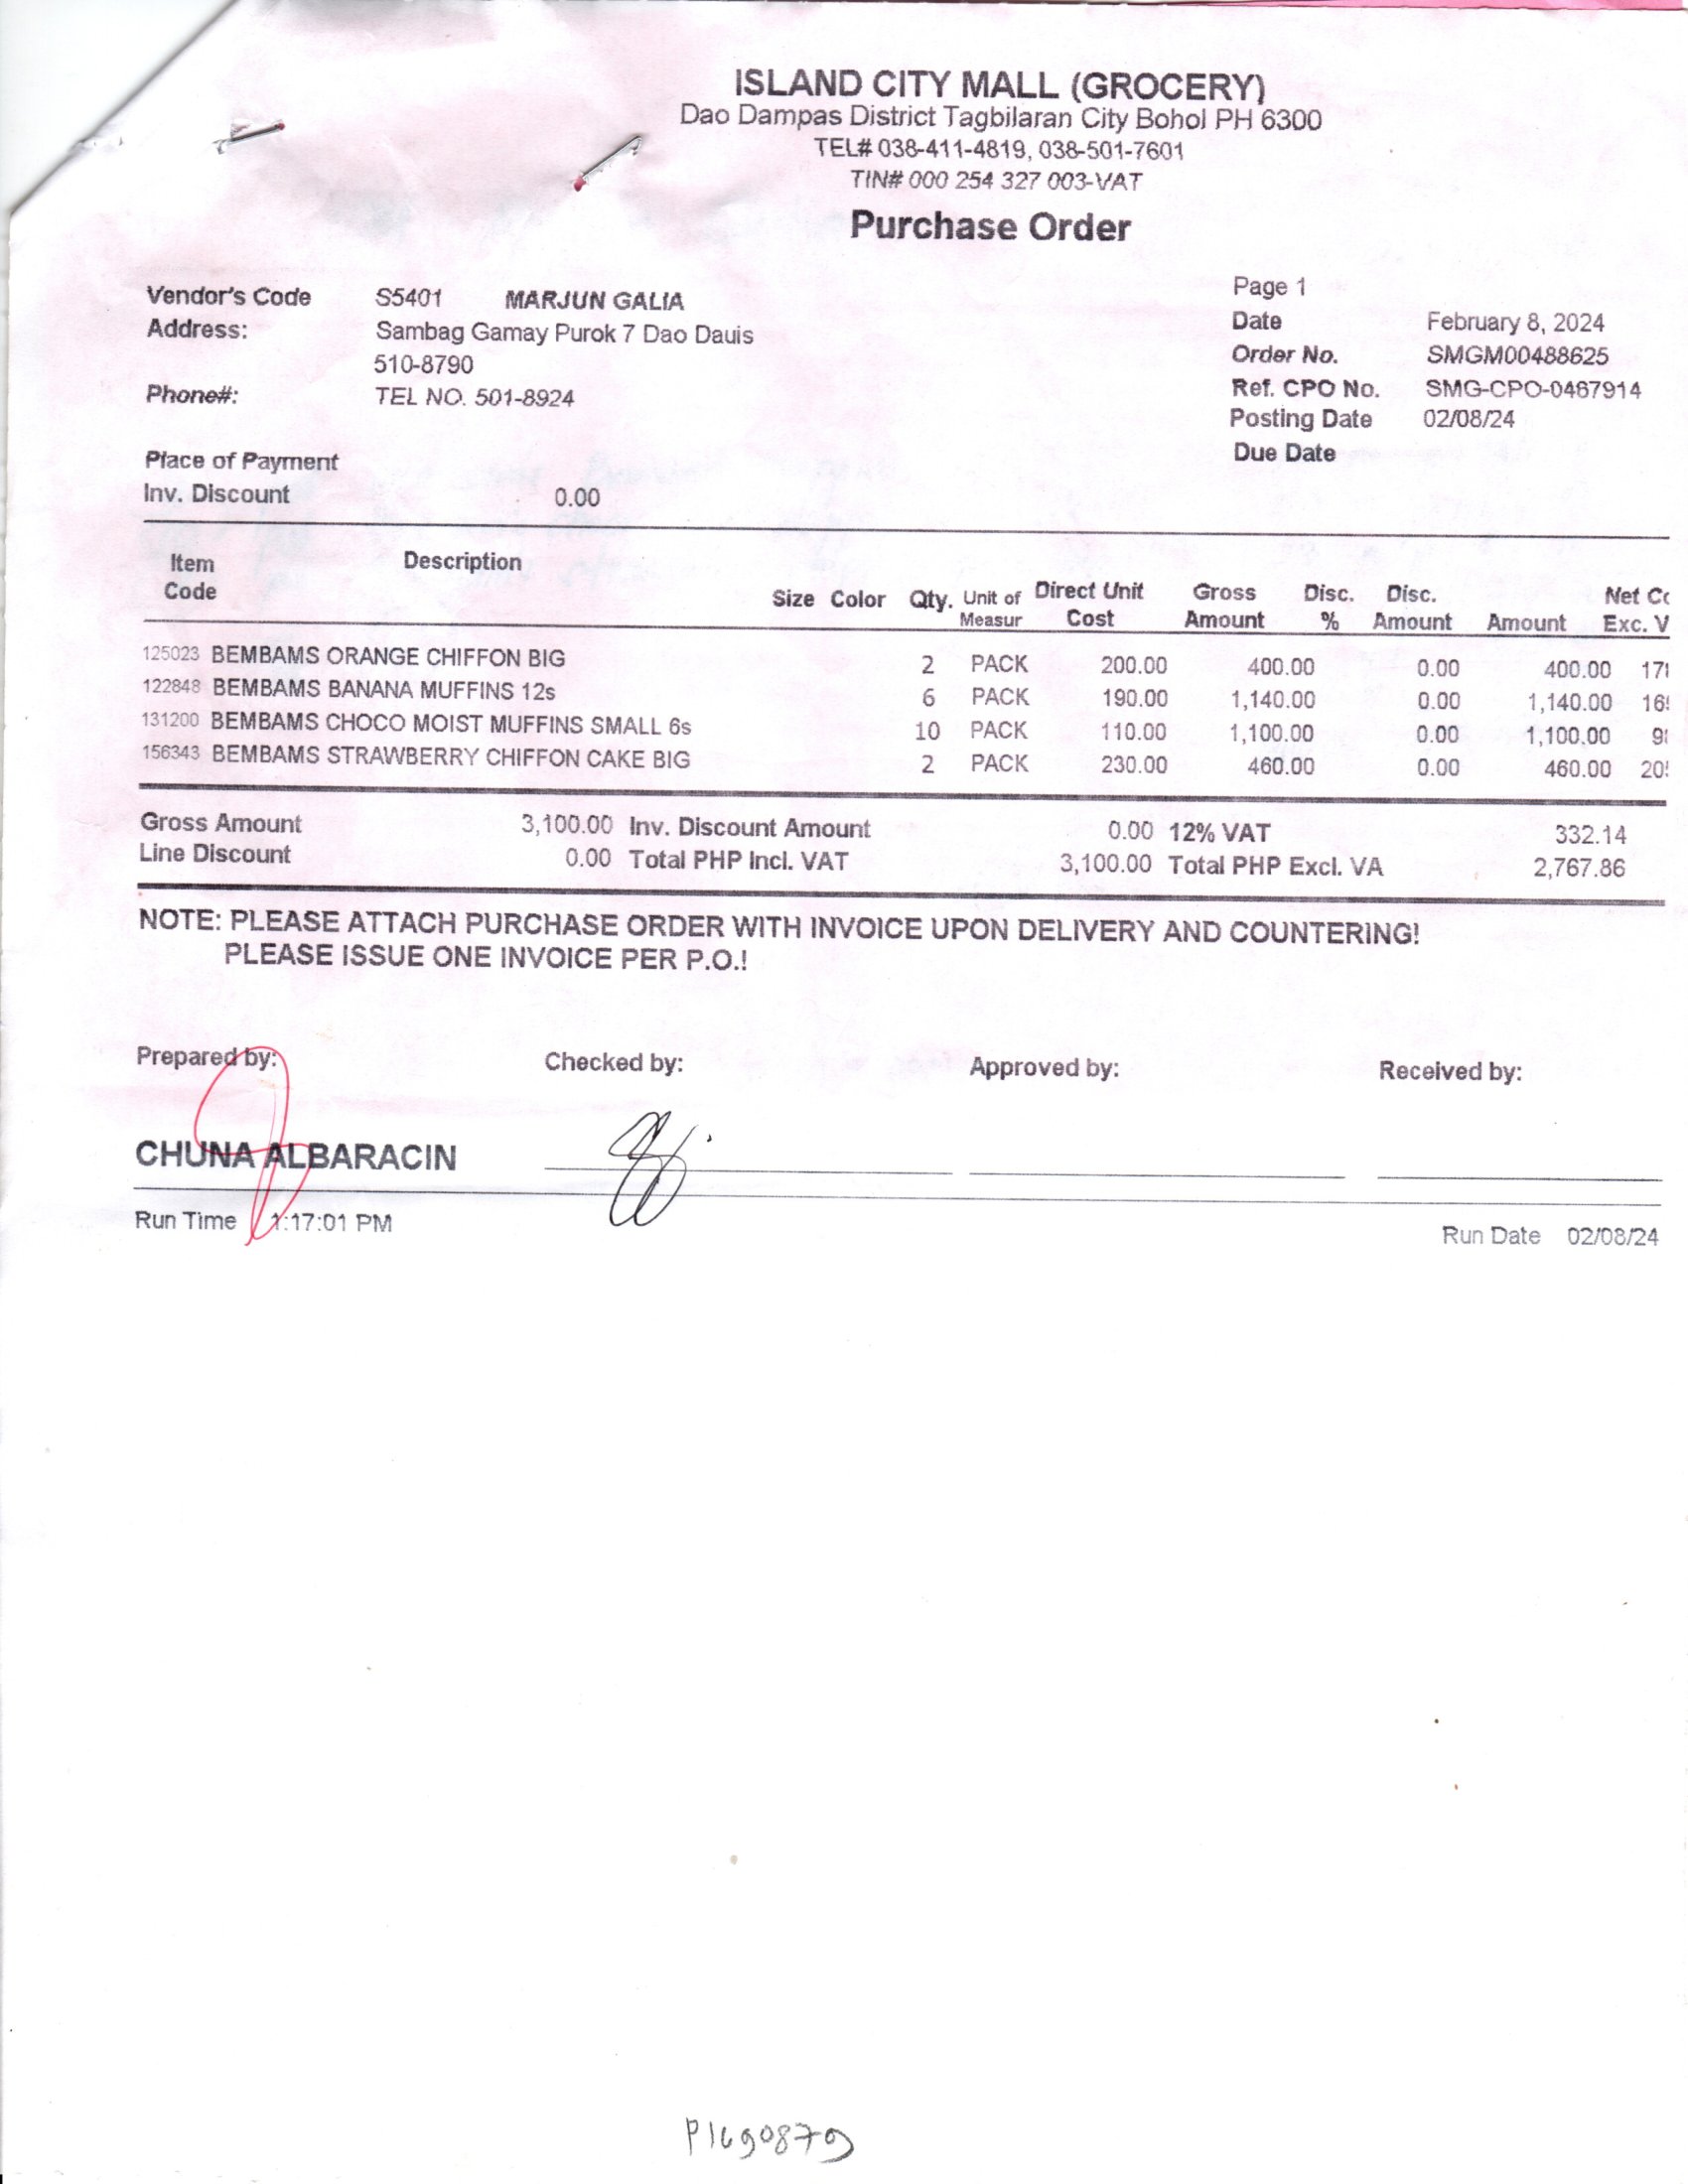 ISLAND CITY MALL (GROCERY)
Dao Dampas District Tagbilaran City Bohol PH 6300
TEL# 038-411-4819, 038-501-7601
TIN# 000 254 327 003-VAT
Purchase Order
Vendor's Code S5401 MARJUN GALIA
Address: Sambag Gamay Purok 7 Dao Dauis
510-8790
Phone#: TEL NO. 501-8924
Place of Payment
Inv. Discount 0.00
Page 1
Date February 8, 2024
Order No. SMGM00488625
Ref. CPO No. SMG-CPO-0467914
Posting Date 02/08/24
Due Date
Item Code Description Size Color Qty. Unit of Measur Direct Unit Cost Gross Amount Disc. % Disc. Amount Amount Net Exc. V
125023 BEMBAMS ORANGE CHIFFON BIG 2 PACK 200.00 400.00 0.00 400.00
122848 BEMBAMS BANANA MUFFINS 12s 6 PACK 190.00 1,140.00 0.00 1,140.00
131200 BEMBAMS CHOCO MOIST MUFFINS SMALL 6s 10 PACK 110.00 1,100.00 0.00 1,100.00
156343 BEMBAMS STRAWBERRY CHIFFON CAKE BIG 2 PACK 230.00 460.00 0.00 460.00
Gross Amount 3,100.00 Inv. Discount Amount 0.00 12% VAT 332.14
Line Discount 0.00 Total PHP Incl. VAT 3,100.00 Total PHP Excl. VA 2,767.86
NOTE: PLEASE ATTACH PURCHASE ORDER WITH INVOICE UPON DELIVERY AND COUNTERING!
PLEASE ISSUE ONE INVOICE PER P.O.!
Prepared by: Checked by: Approved by: Received by:
CHUNA ALBARACIN
Run Time 1:17:01 PM Run Date 02/08/24